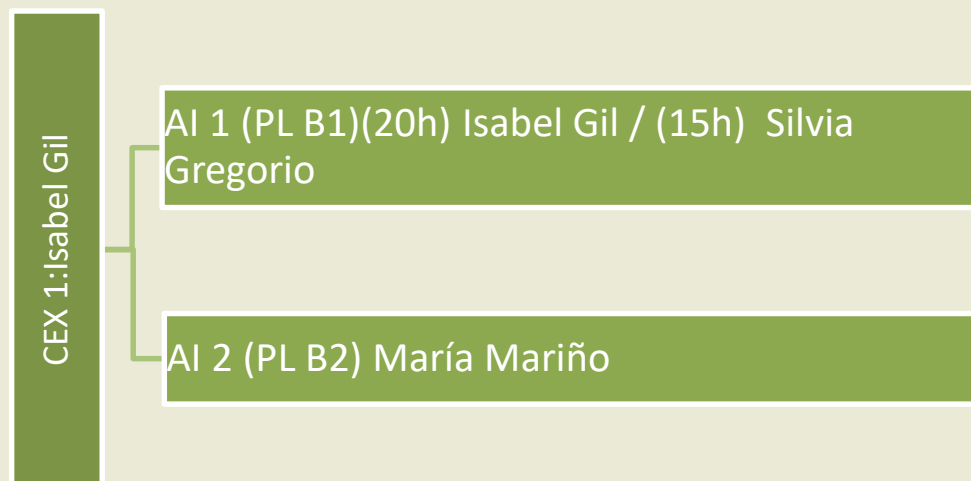 CEX 1:Isabel Gil
AI 1 (PL B1)(20h) Isabel Gil / (15h)  Silvia
Gregorio
AI 2 (PL B2) María Mariño